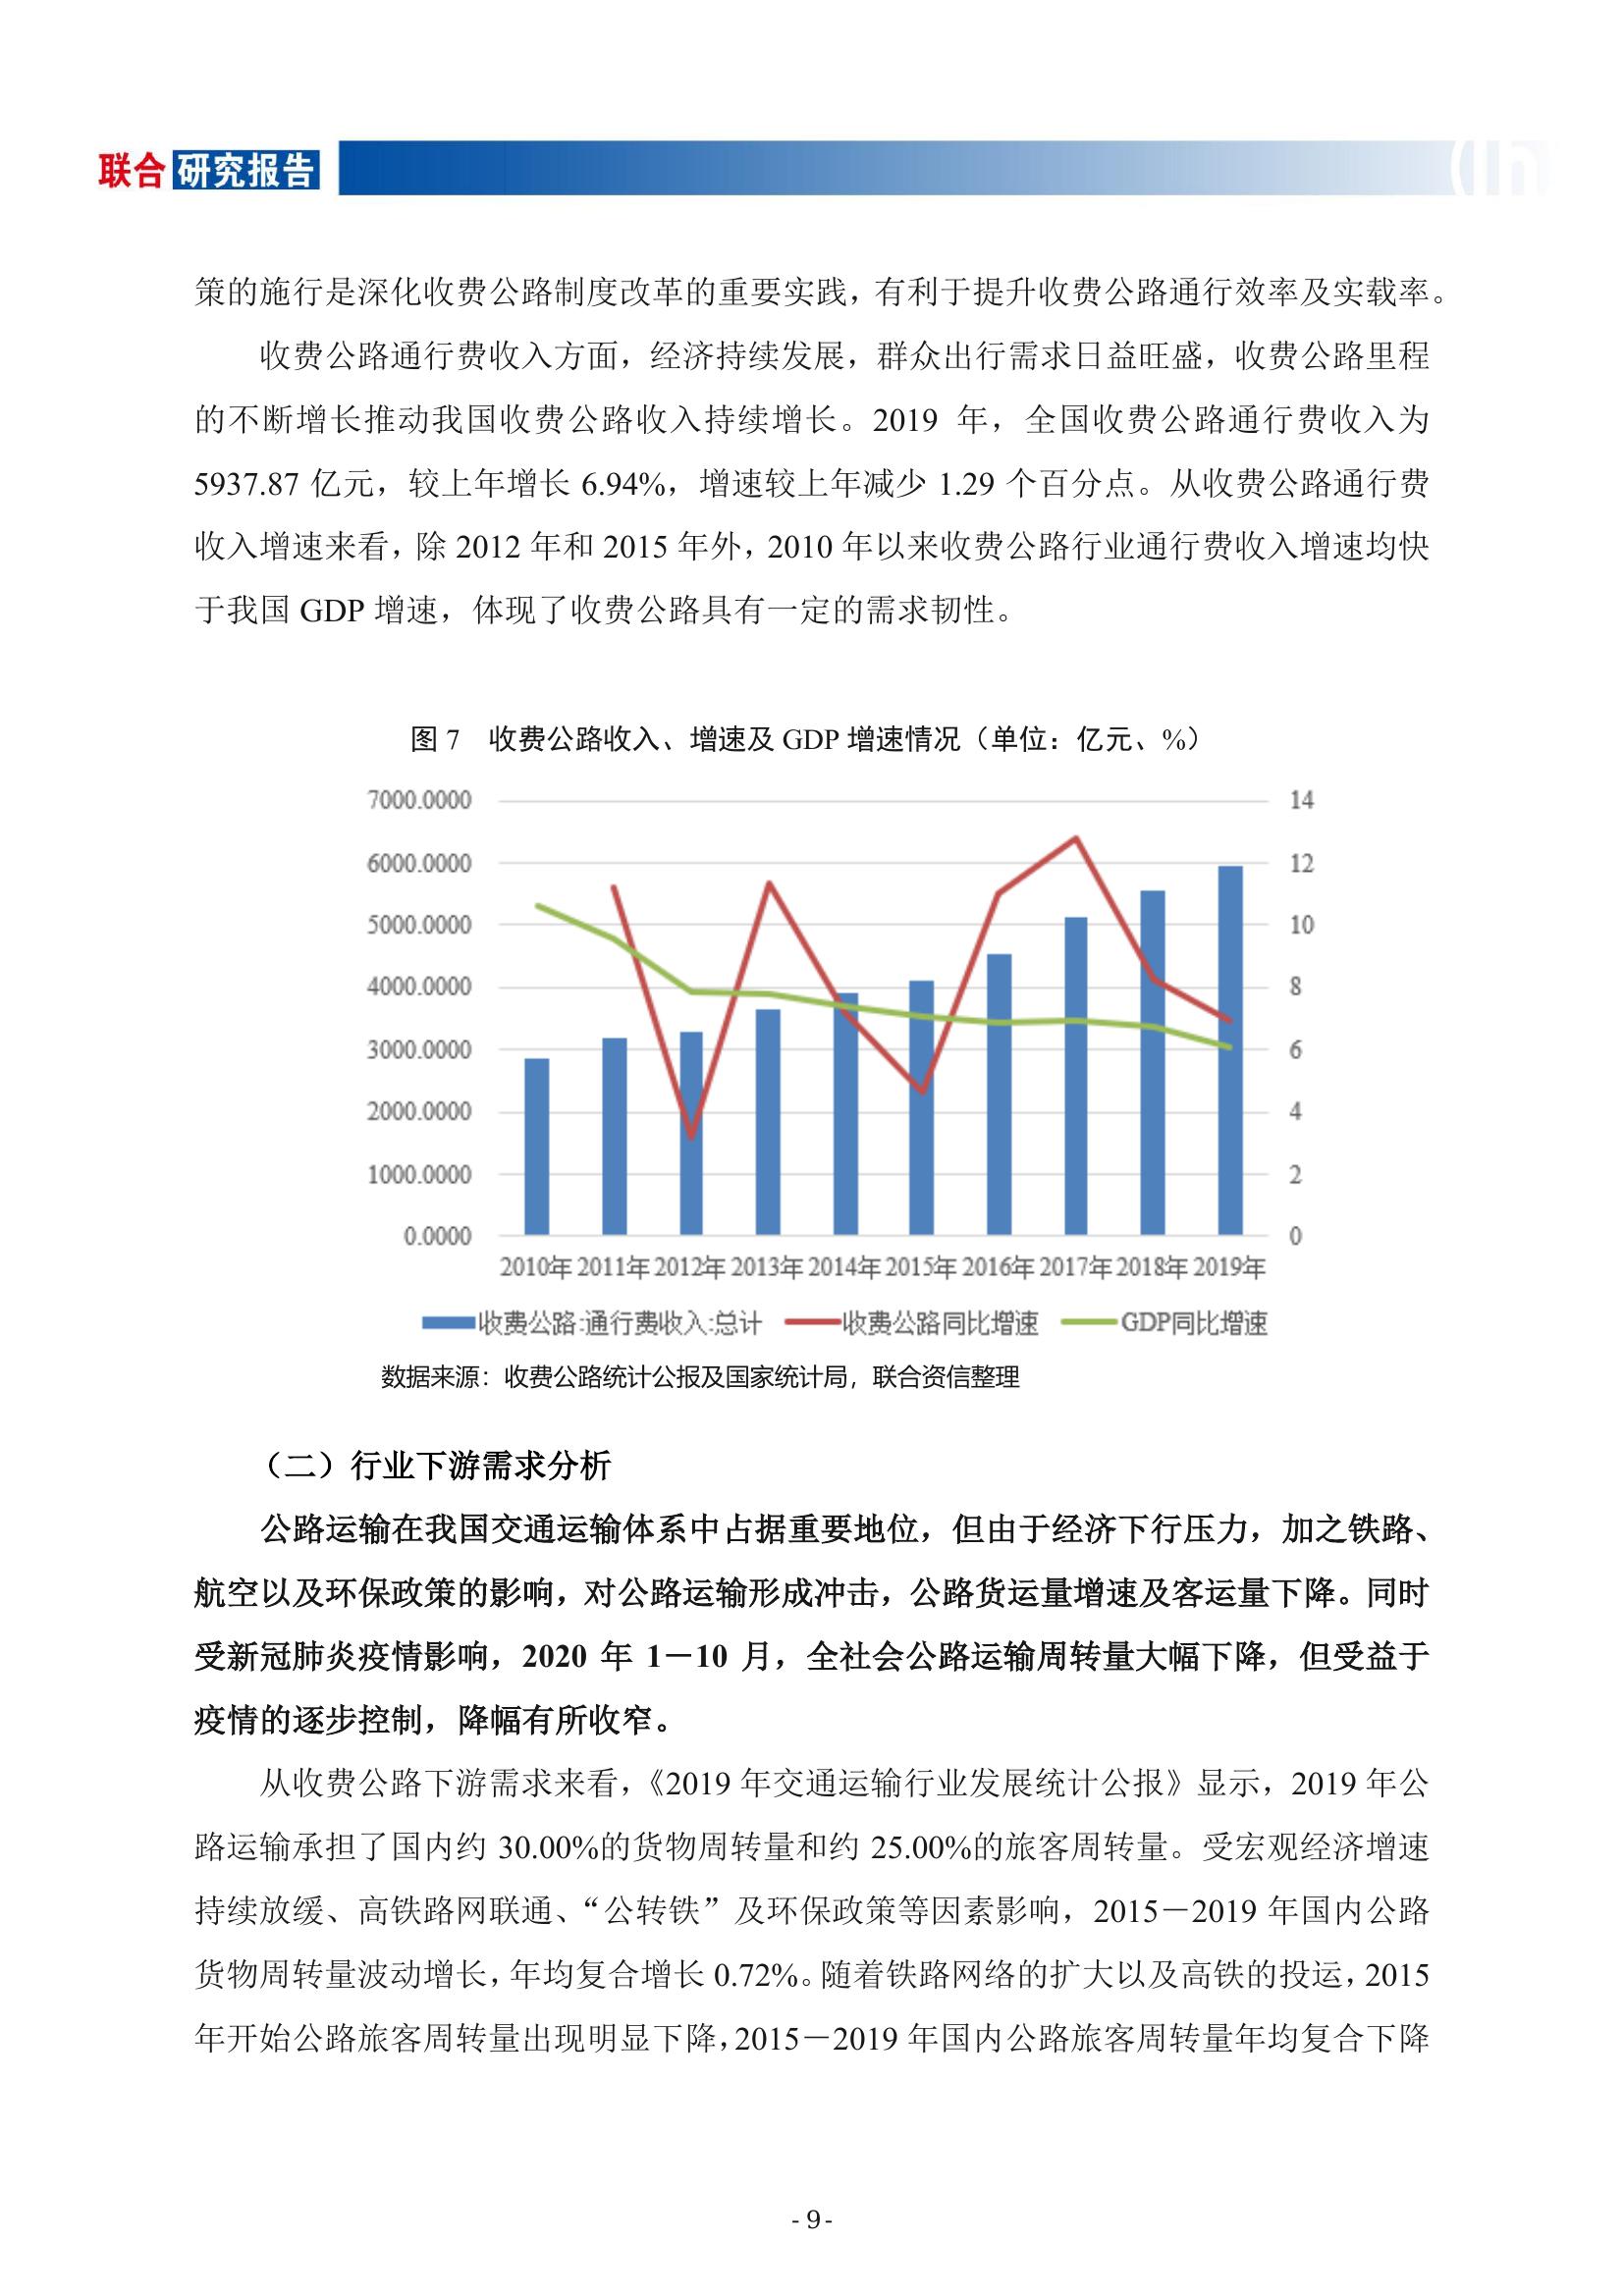 联合研究报告
策的施行是深化收费公路制度改革的重要实践，有利于提升收费公路通行效率及实载率。
收费公路通行费收入方面，经济持续发展，群众出行需求日益旺盛，收费公路里程
的不断增长推动我国收费公路收入持续增长。2019 年，全国收费公路通行费收入为
5937.87 亿元，较上年增长 6.94%，增速较上年减少 1.29 个百分点。从收费公路通行费
收入增速来看，除 2012 年和 2015 年外，2010 年以来收费公路行业通行费收入增速均快
于我国 GDP 增速，体现了收费公路具有一定的需求韧性。
图 7 收费公路收入、增速及 GDP 增速情况（单位：亿元、%）
7000.0000 14
6000.0000 12
5000.0000 10
4000.0000 8
3000.0000 6
2000.0000 4
1000.0000 2
0.0000 0
2010年 2011年 2012年 2013年 2014年 2015年 2016年 2017年 2018年 2019年
收费公路:通行费收入:总计 收费公路同比增速 GDP同比增速
数据来源：收费公路统计公报及国家统计局，联合资信整理
（二）行业下游需求分析
公路运输在我国交通运输体系中占据重要地位，但由于经济下行压力，加之铁路、
航空以及环保政策的影响，对公路运输形成冲击，公路货运量增速及客运量下降。同时
受新冠肺炎疫情影响，2020 年 1－10 月，全社会公路运输周转量大幅下降，但受益于
疫情的逐步控制，降幅有所收窄。
从收费公路下游需求来看，《2019 年交通运输行业发展统计公报》显示，2019 年公
路运输承担了国内约 30.00%的货物周转量和约 25.00%的旅客周转量。受宏观经济增速
持续放缓、高铁路网联通、“公转铁”及环保政策等因素影响，2015－2019 年国内公路
货物周转量波动增长，年均复合增长 0.72%。随着铁路网络的扩大以及高铁的投运，2015
年开始公路旅客周转量出现明显下降，2015－2019 年国内公路旅客周转量年均复合下降
- 9 -